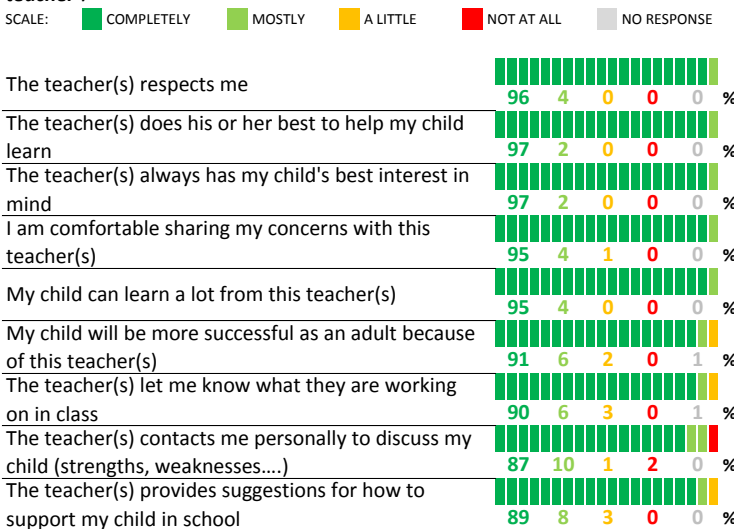 SCALE: COMPLETELY MOSTLY A LITTLE NOT AT ALL NO RESPONSE
The teacher(s) respects me
96 4 0 0 0 %
The teacher(s) does his or her best to help my child
learn
97 2 0 0 0 %
The teacher(s) always has my child's best interest in
mind
97 2 0 0 0 %
I am comfortable sharing my concerns with this
teacher(s)
95 4 1 0 0 %
My child can learn a lot from this teacher(s)
95 4 0 0 0 %
My child will be more successful as an adult because
of this teacher(s)
91 6 2 0 1 %
The teacher(s) let me know what they are working
on in class
90 6 3 0 1 %
The teacher(s) contacts me personally to discuss my
child (strengths, weaknesses....)
87 10 1 2 0 %
The teacher(s) provides suggestions for how to
support my child in school
89 8 3 0 0 %